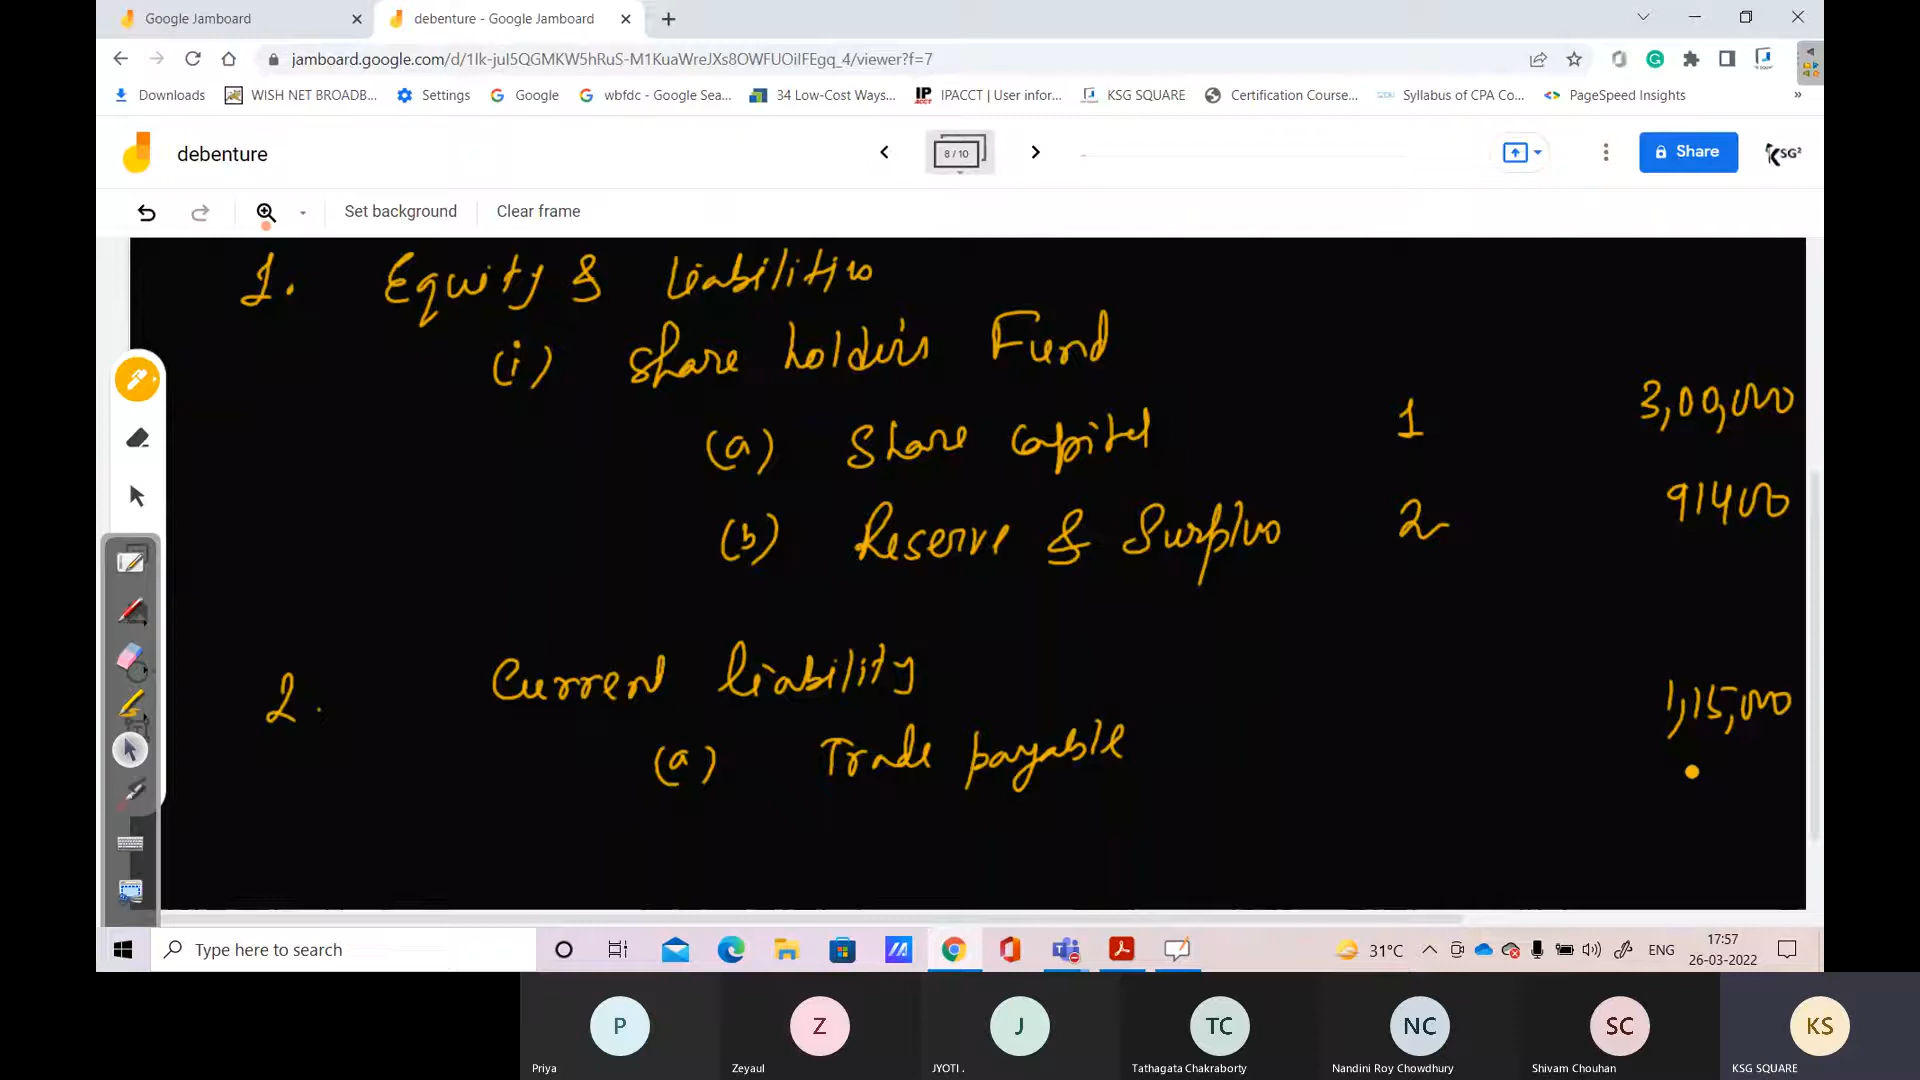 Google Jamboard
debenture - Google Jamboard
jamboard.google.com/d/1Ik-jul5QGMKW5hRuS-M1KuaWreJXs8OWFUOilFEgq_4/viewer?f=7
Downloads WISH NET BROADB... Settings Google wbfdc - Google Sea... 34 Low-Cost Ways... IPACCT | User infor... KSG SQUARE Certification Course... Syllabus of CPA Co... PageSpeed Insights »
debenture 8 / 10 Share KSG²
Set background Clear frame
1. Equity & Liabilities
(i) Share holders Fund
(a) Share Capital 1 3,00,000
(b) Reserve & Surplus 2 91400
2. Current liability 1,15,000
(a) Trade payable
Type here to search 31°C ENG 17:57
26-03-2022
P Z J TC NC SC KS
Priya Zeyaul JYOTI . Tathagata Chakraborty Nandini Roy Chowdhury Shivam Chouhan KSG SQUARE